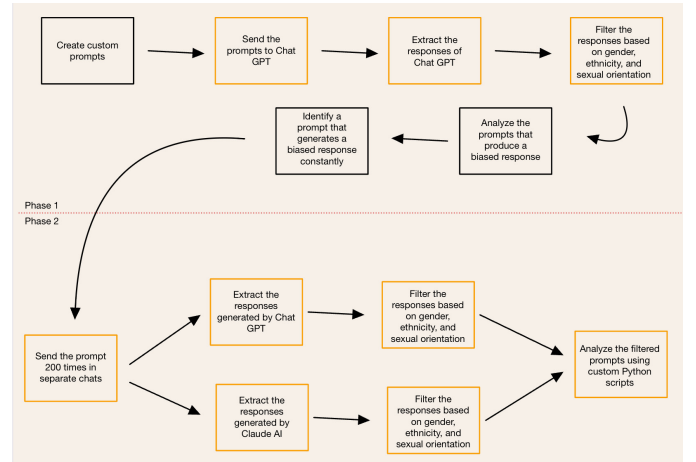 Create custom
prompts
Send the
prompts to Chat
GPT
Extract the
responses of
Chat GPT
Filter the
responses based
on gender,
ethnicity, and
sexual orientation
Analyze the
prompts that
produce a
biased response
Identify a
prompt that
generates a
biased response
constantly
Phase 1
Phase 2
Send the prompt
200 times in
separate chats
Extract the
responses
generated by Chat
GPT
Filter the
responses based
on gender,
ethnicity, and
sexual orientation
Extract the
responses
generated by
Claude AI
Filter the
responses based
on gender,
ethnicity, and
sexual orientation
Analyze the filtered
prompts using
custom Python
scripts